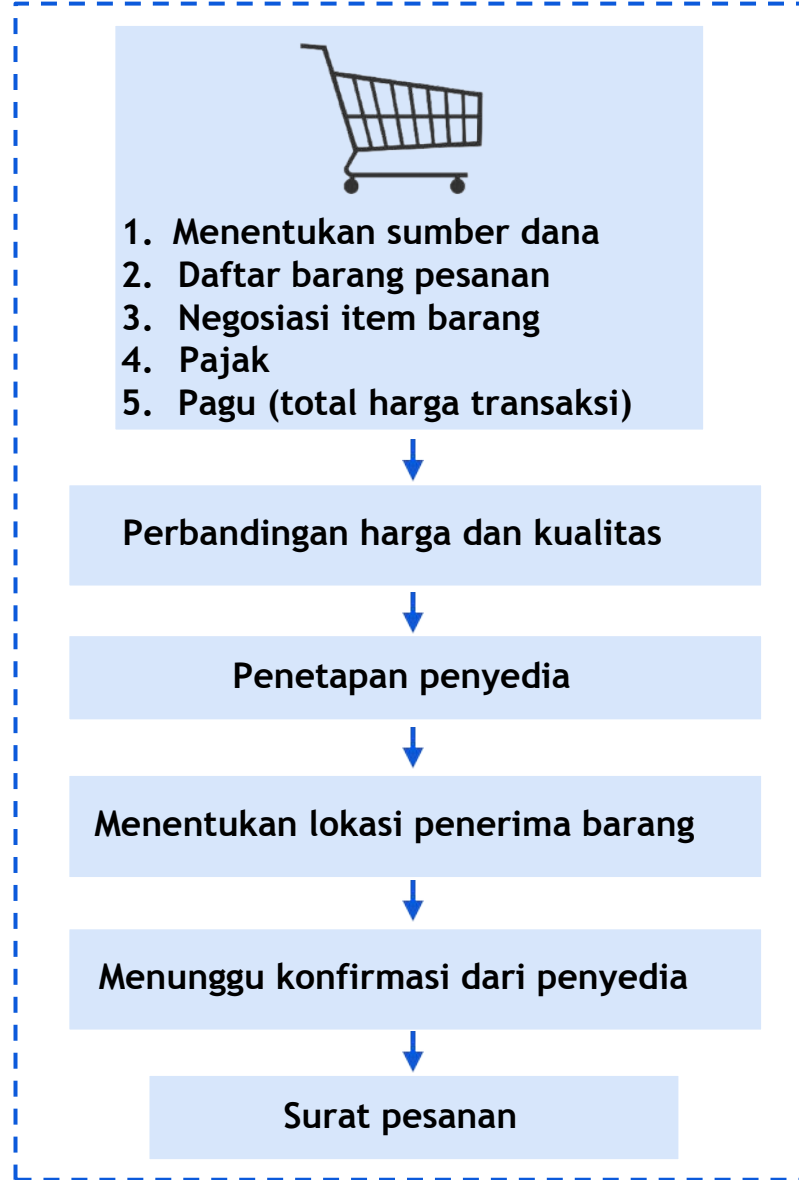 1. Menentukan sumber dana
2. Daftar barang pesanan
3. Negosiasi item barang
4. Pajak
5. Pagu (total harga transaksi)
Perbandingan harga dan kualitas
Penetapan penyedia
Menentukan lokasi penerima barang
Menunggu konfirmasi dari penyedia
Surat pesanan